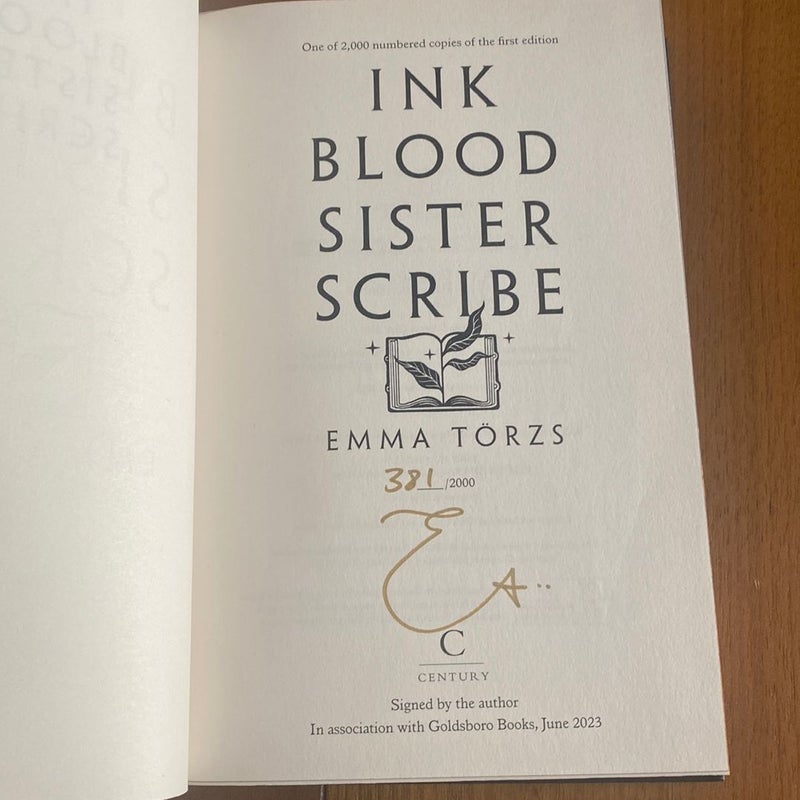 One of 2,000 numbered copies of the first edition
INK
BLOOD
SISTER
SCRIBE
EMMA TÖRZS
381/2000
C
CENTURY
Signed by the author
In association with Goldsboro Books, June 2023